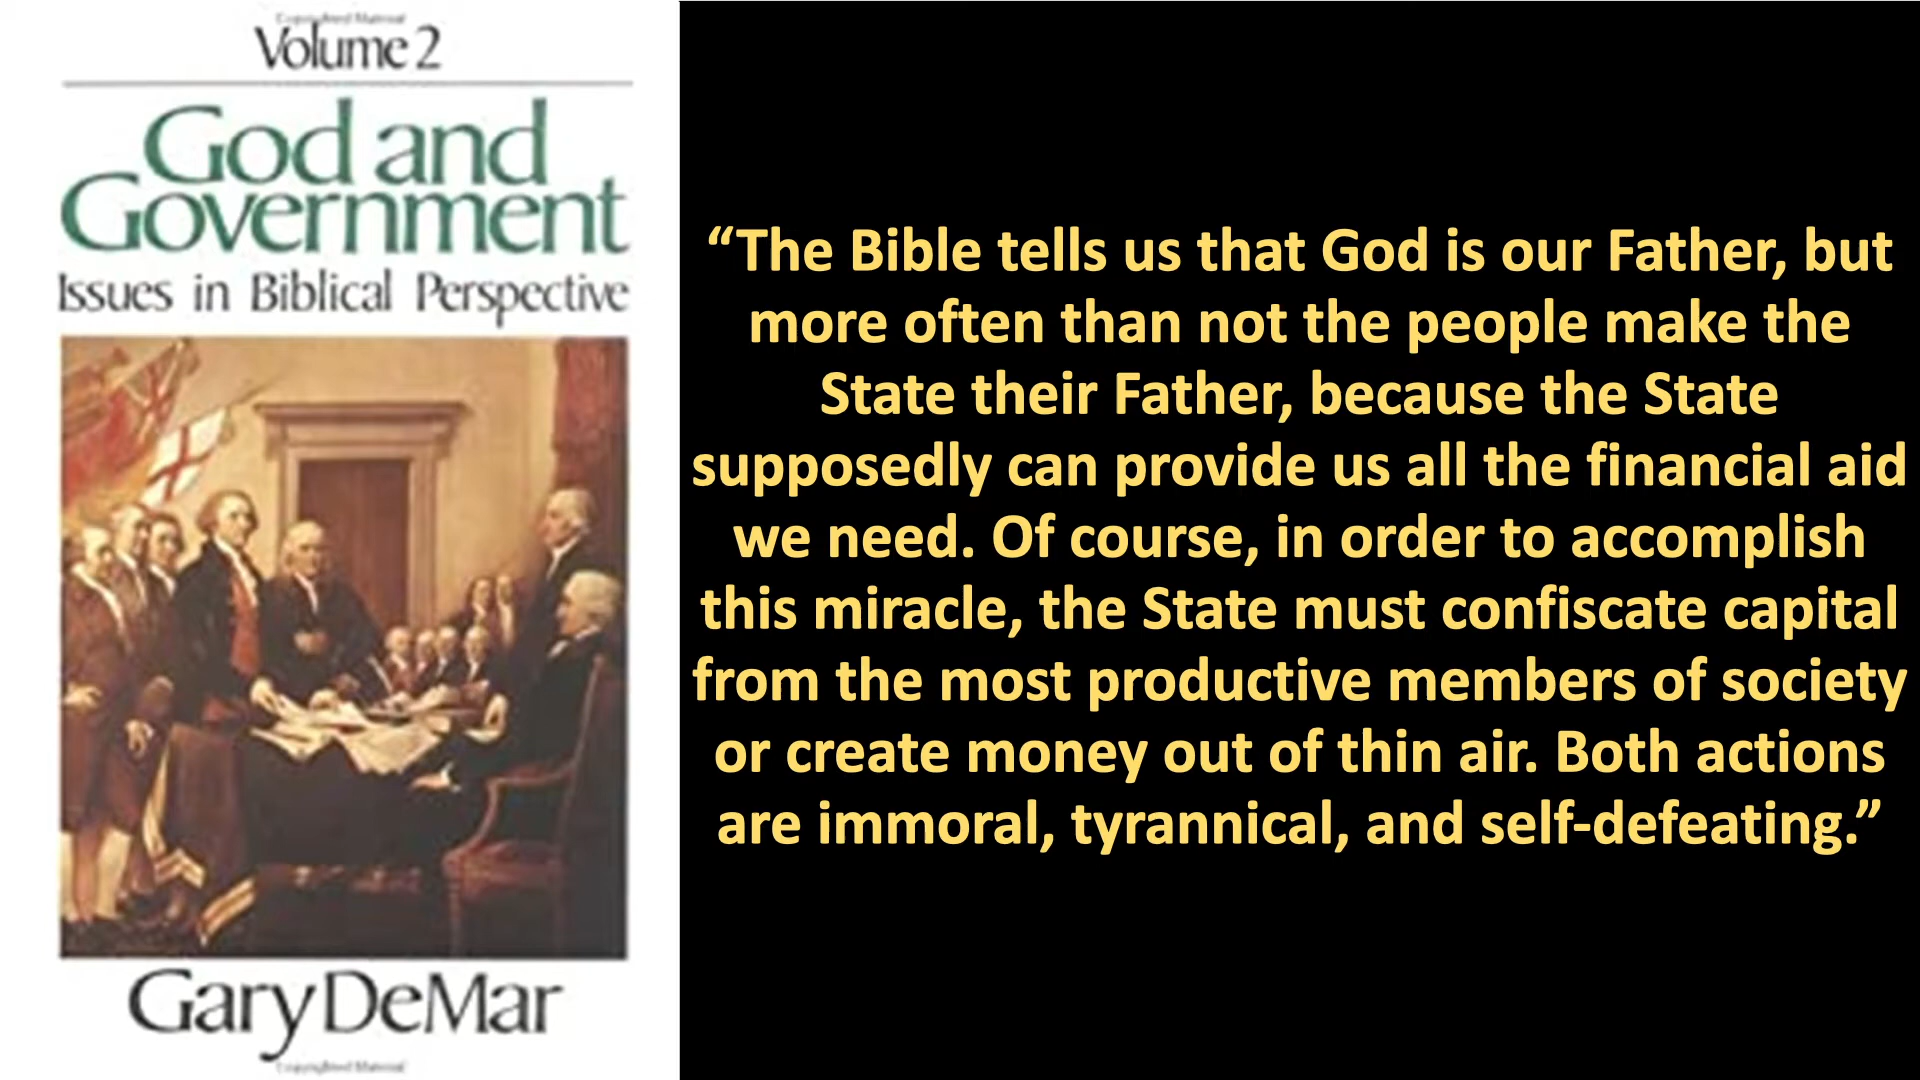 Copyrighted Material
Volume 2
God and
Government
Issues in Biblical Perspective
Gary DeMar
Copyrighted Material
“The Bible tells us that God is our Father, but
more often than not the people make the
State their Father, because the State
supposedly can provide us all the financial aid
we need. Of course, in order to accomplish
this miracle, the State must confiscate capital
from the most productive members of society
or create money out of thin air. Both actions
are immoral, tyrannical, and self-defeating.”